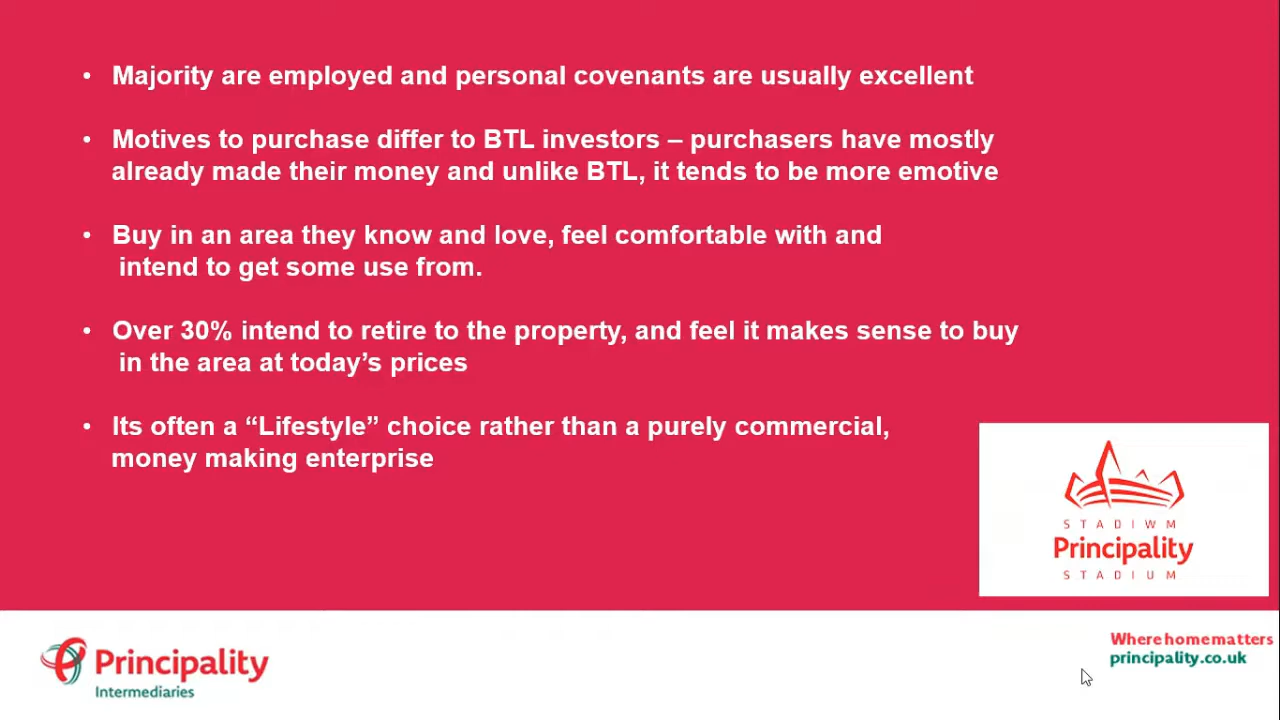 • Majority are employed and personal covenants are usually excellent
• Motives to purchase differ to BTL investors – purchasers have mostly
already made their money and unlike BTL, it tends to be more emotive
• Buy in an area they know and love, feel comfortable with and
intend to get some use from.
• Over 30% intend to retire to the property, and feel it makes sense to buy
in the area at today’s prices
• Its often a “Lifestyle” choice rather than a purely commercial,
money making enterprise
STADIWM
Principality
STADIUM
Principality
Intermediaries
Where home matters
principality.co.uk